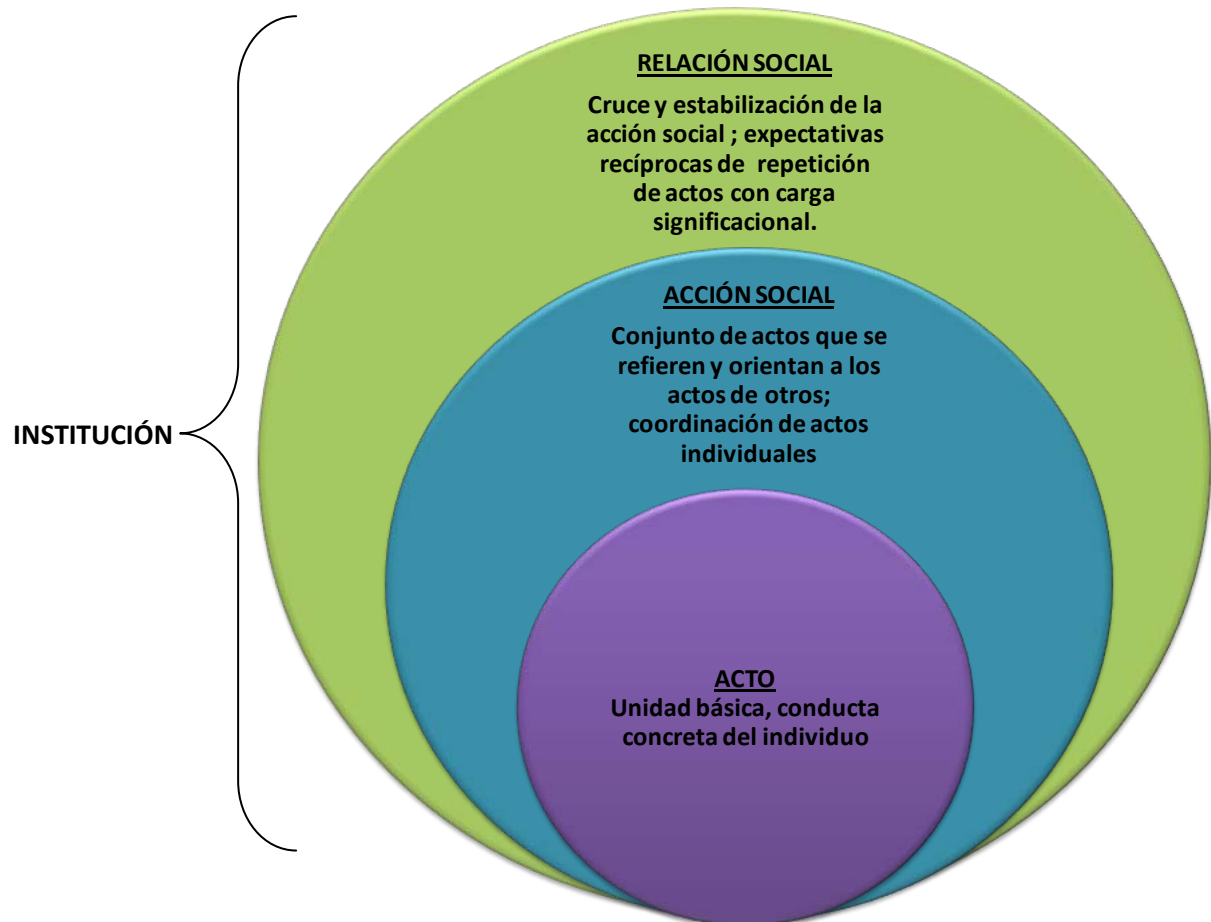 RELACIÓN SOCIAL
Cruce y estabilización de la
acción social ; expectativas
recíprocas de repetición
de actos con carga
significacional.
ACCIÓN SOCIAL
Conjunto de actos que se
refieren y orientan a los
actos de otros;
coordinación de actos
individuales
INSTITUCIÓN
ACTO
Unidad básica, conducta
concreta del individuo